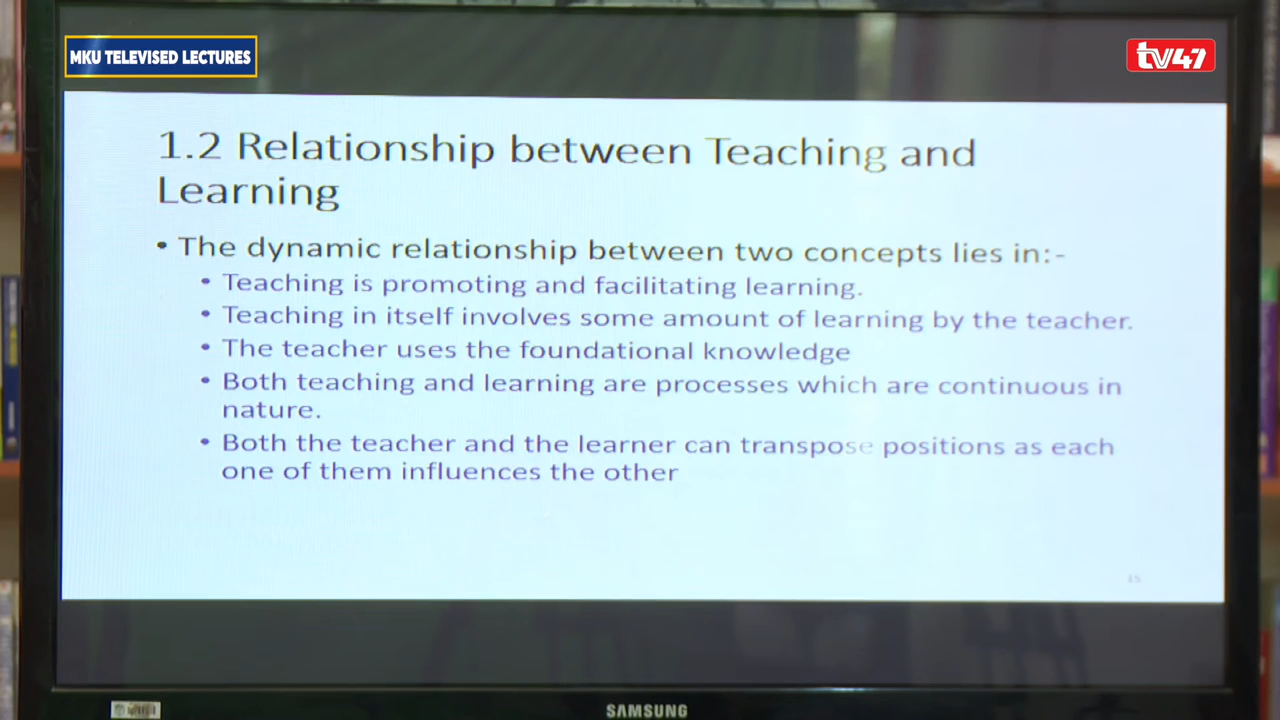 MKU TELEVISED LECTURES
tv47
1.2 Relationship between Teaching and
Learning
• The dynamic relationship between two concepts lies in:-
• Teaching is promoting and facilitating learning.
• Teaching in itself involves some amount of learning by the teacher.
• The teacher uses the foundational knowledge
• Both teaching and learning are processes which are continuous in
nature.
• Both the teacher and the learner can transpose positions as each
one of them influences the other
15
SAMSUNG